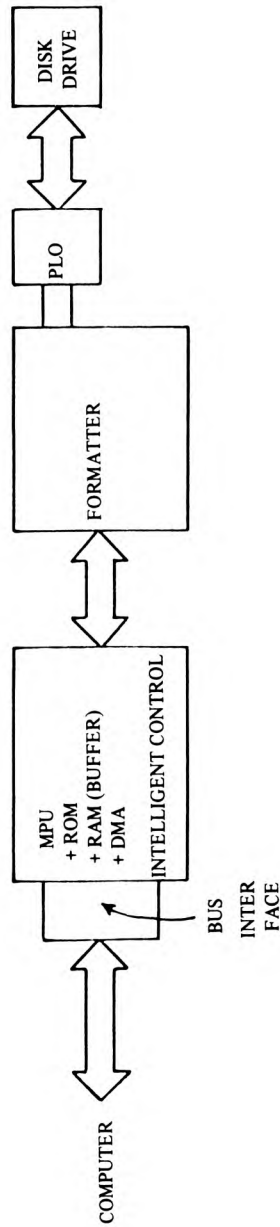 COMPUTER
BUS
INTER
FACE
MPU
+ ROM
+ RAM (BUFFER)
+ DMA
INTELLIGENT CONTROL
FORMATTER
PLO
DISK
DRIVE